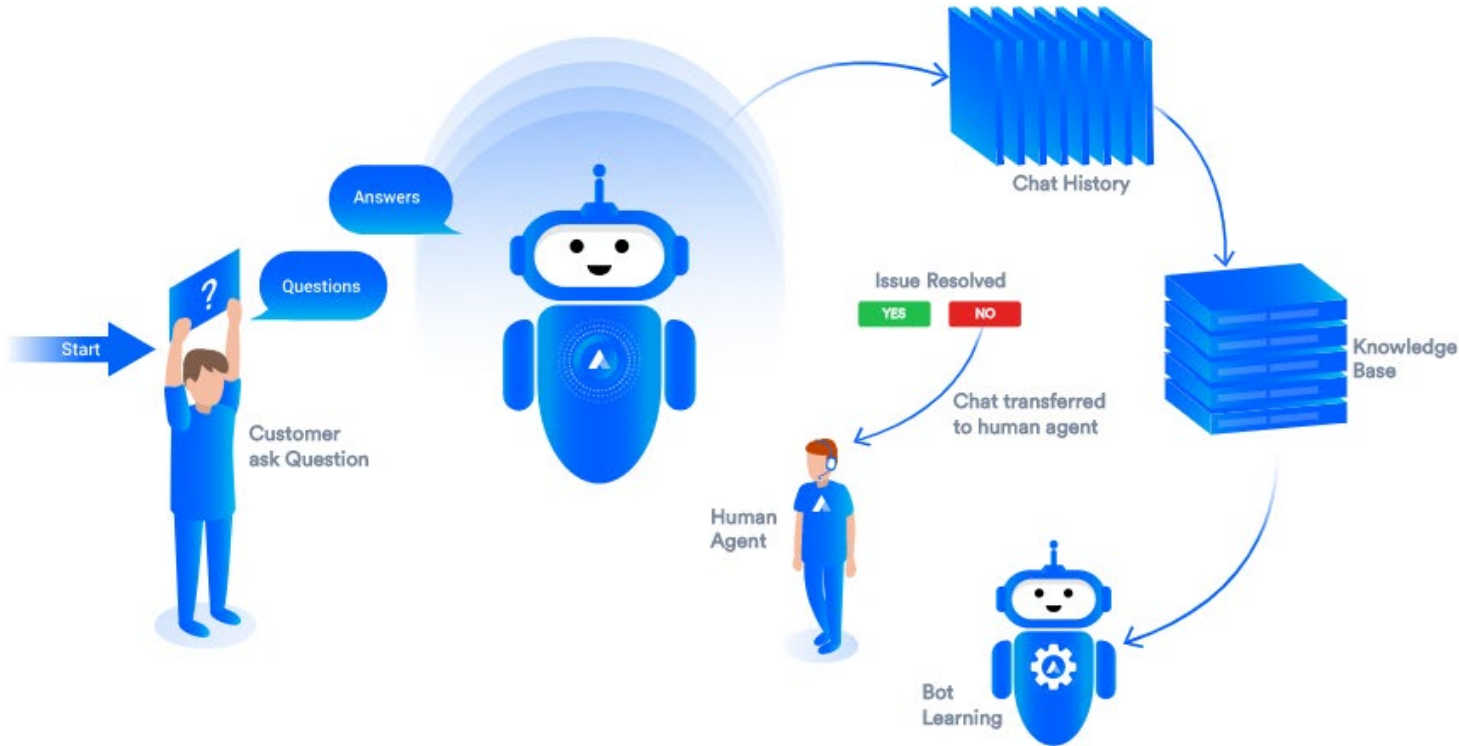 Answers
Questions
?
Start
Customer
ask Question
Chat History
Issue Resolved
YES
NO
Chat transferred
to human agent
Knowledge
Base
Human
Agent
Bot
Learning